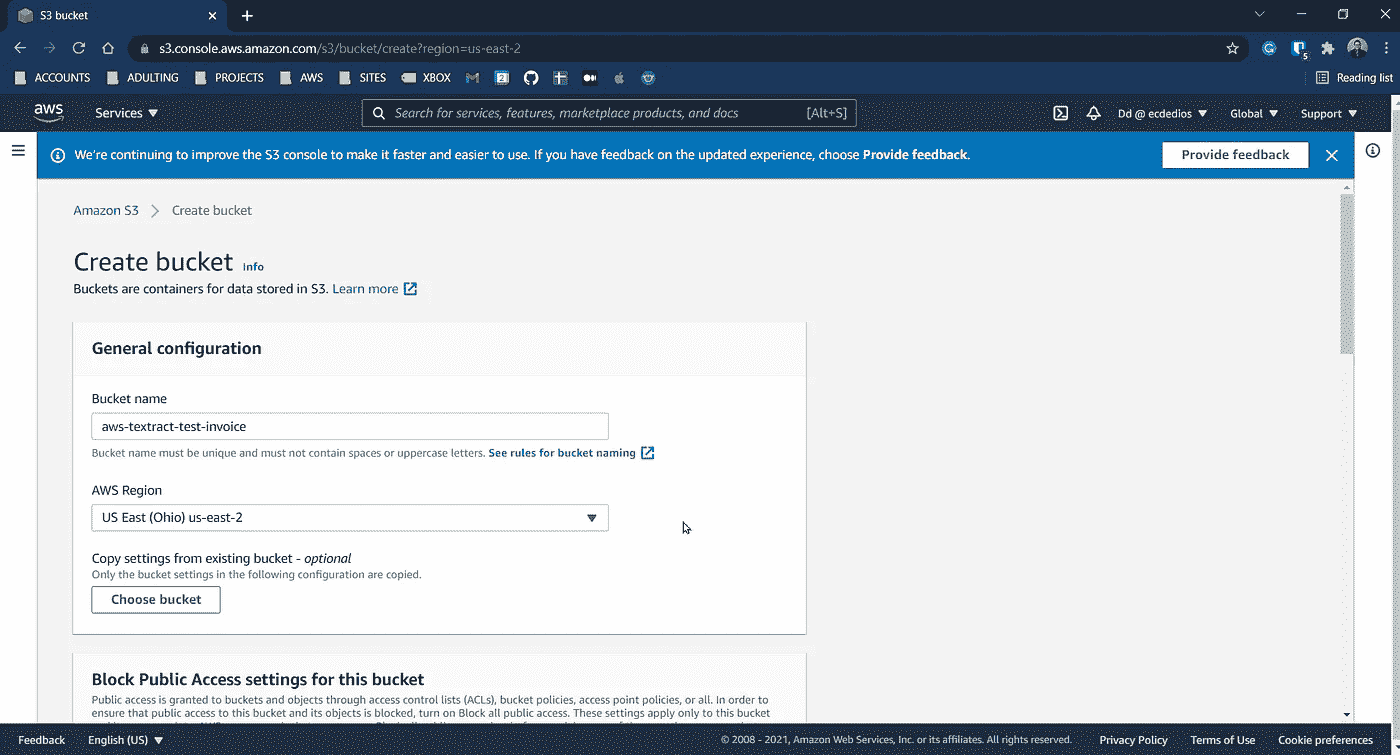 S3 bucket
s3.console.aws.amazon.com/s3/bucket/create?region=us-east-2
5
ACCOUNTS ADULTING PROJECTS AWS SITES XBOX Reading list
aws Services Search for services, features, marketplace products, and docs [Alt+S] Dd @ ecdedios Global Support
We're continuing to improve the S3 console to make it faster and easier to use. If you have feedback on the updated experience, choose Provide feedback. Provide feedback
Amazon S3 Create bucket
Create bucket Info
Buckets are containers for data stored in S3. Learn more
General configuration
Bucket name
aws-textract-test-invoice
Bucket name must be unique and must not contain spaces or uppercase letters. See rules for bucket naming
AWS Region
US East (Ohio) us-east-2
Copy settings from existing bucket - optional
Only the bucket settings in the following configuration are copied.
Choose bucket
Block Public Access settings for this bucket
Public access is granted to buckets and objects through access control lists (ACLs), bucket policies, access point policies, or all. In order to
ensure that public access to this bucket and its objects is blocked, turn on Block all public access. These settings apply only to this bucket
Feedback English (US) © 2008 - 2021, Amazon Web Services, Inc. or its affiliates. All rights reserved. Privacy Policy Terms of Use Cookie preferences